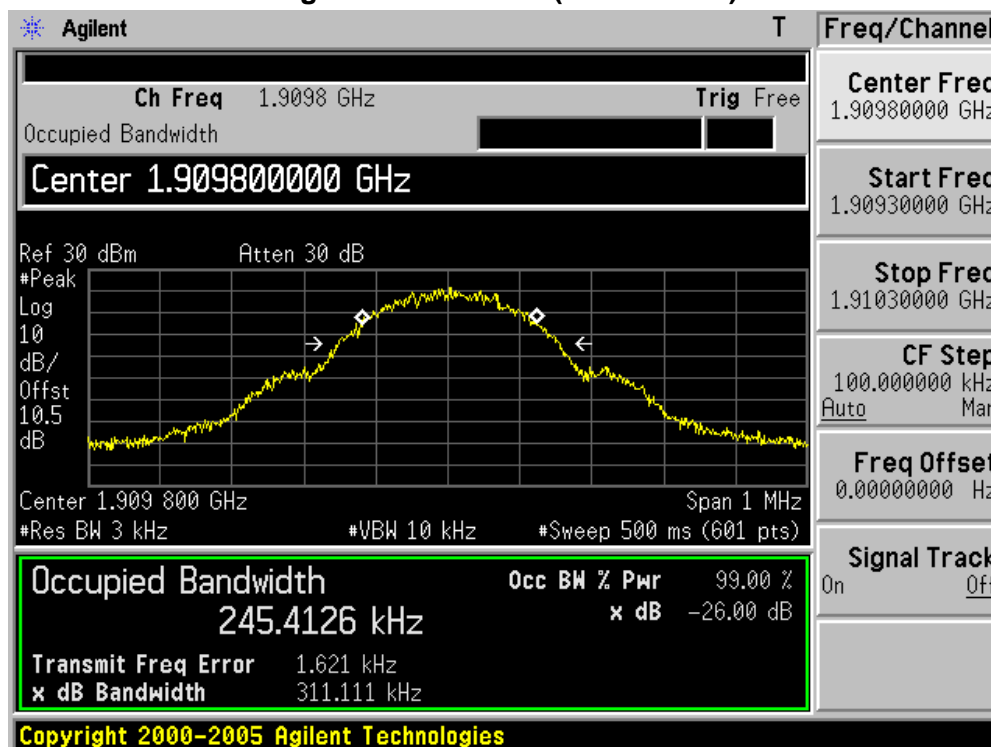 Agilent T
Ch Freq 1.9098 GHz Trig Free
Occupied Bandwidth
Center 1.909800000 GHz
Ref 30 dBm Atten 30 dB
#Peak
Log
10
dB/
Offst
10.5
dB
Center 1.909 800 GHz Span 1 MHz
#Res BW 3 kHz #VBW 10 kHz #Sweep 500 ms (601 pts)
Occupied Bandwidth Occ BW % Pwr 99.00 %
245.4126 kHz x dB -26.00 dB
Transmit Freq Error 1.621 kHz
x dB Bandwidth 311.111 kHz
Copyright 2000-2005 Agilent Technologies
Freq/Channel
Center Freq
1.90980000 GHz
Start Freq
1.90930000 GHz
Stop Freq
1.91030000 GHz
CF Step
100.000000 kHz
Auto Man
Freq Offset
0.00000000 Hz
Signal Track
On Off